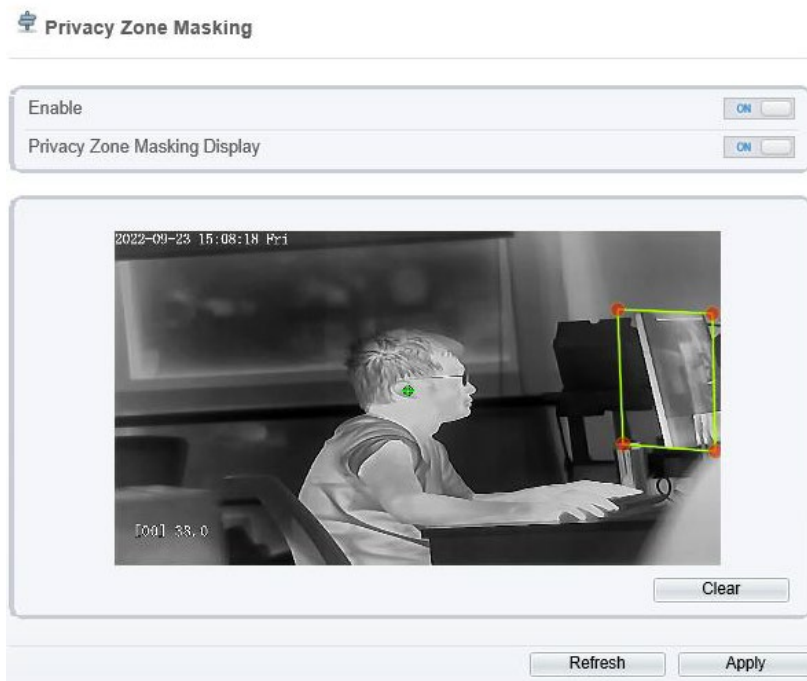 Privacy Zone Masking
Enable
ON
Privacy Zone Masking Display
ON
2022-09-23 15:08:18 Fri
[00] 38.0
Clear
Refresh
Apply